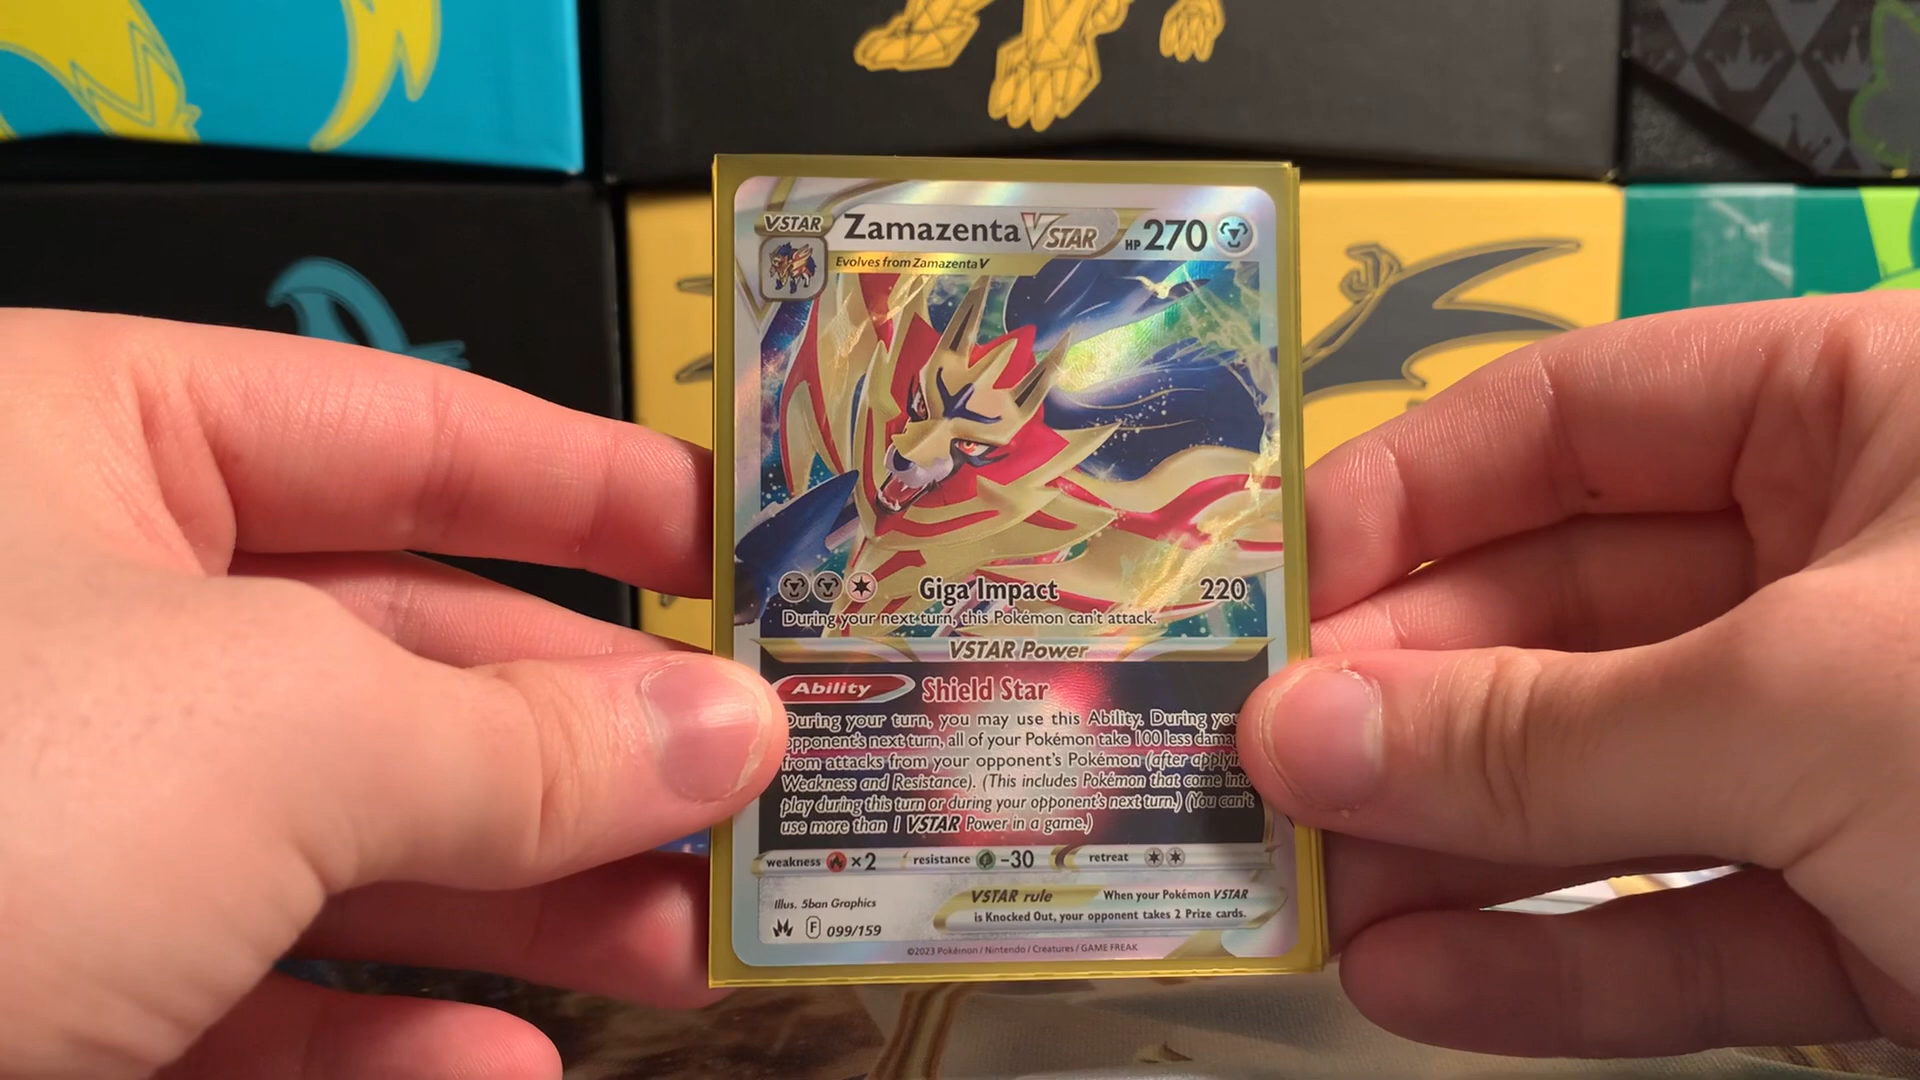 VSTAR Zamazenta VSTAR HP 270
Evolves from Zamazenta V
Giga Impact 220
During your next turn, this Pokémon can't attack.
VSTAR Power
Ability Shield Star
During your turn, you may use this Ability. During
opponent's next turn, all of your Pokémon take 100 less
from attacks from your opponent's Pokémon (after
Weakness and Resistance). (This includes Pokémon that come into
play during this turn or during your opponent's next turn.) (You can't
use more than 1 VSTAR Power in a game.)
weakness ×2 resistance -30 retreat
Illus. 5ban Graphics
VSTAR rule When your Pokémon VSTAR
is Knocked Out, your opponent takes 2 Prize cards.
F 099/159
©2023 Pokémon / Nintendo / Creatures / GAME FREAK